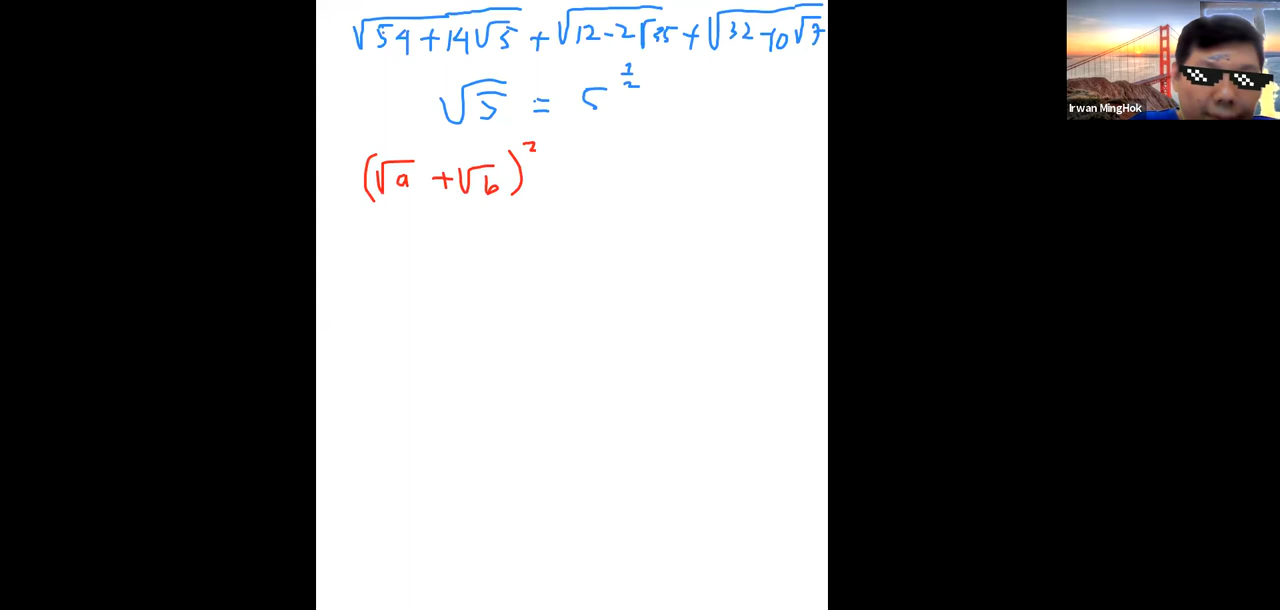 √54+14√5 + √12-2√35 + √32-10√7
√5 = 5^1/2
(√a + √b)^2
Irwan MingHok